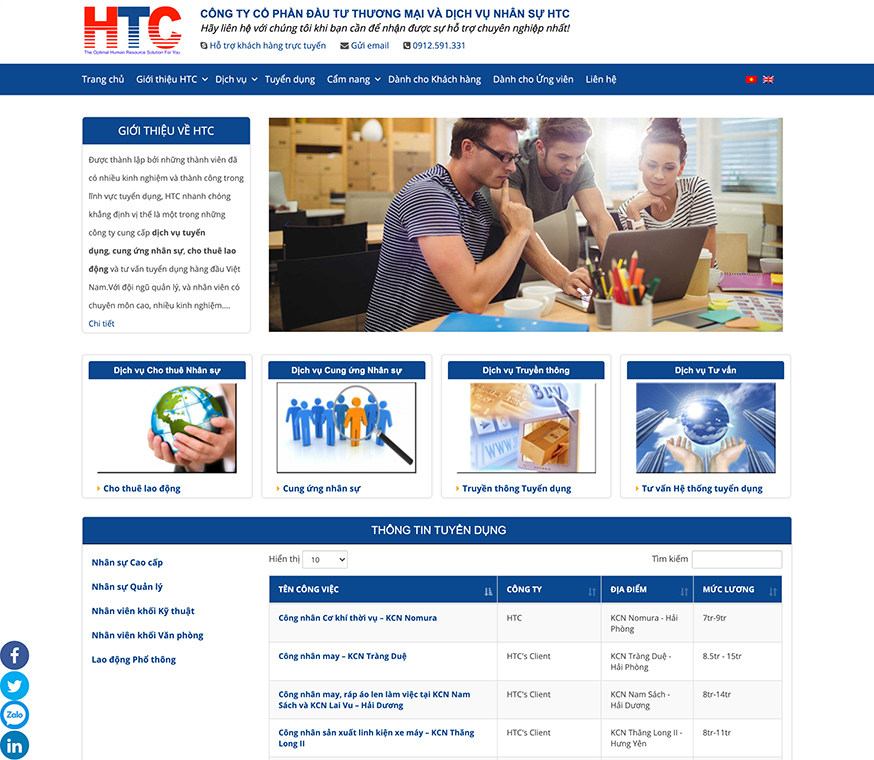 HTC
The Optimal Human Resource Solution For You
CÔNG TY CỔ PHẦN ĐẦU TƯ THƯƠNG MẠI VÀ DỊCH VỤ NHÂN SỰ HTC
Hãy liên hệ với chúng tôi khi bạn cần để nhận được sự hỗ trợ chuyên nghiệp nhất!
Hỗ trợ khách hàng trực tuyến Gửi email 0912.591.331
Trang chủ Giới thiệu HTC Dịch vụ Tuyển dụng Cẩm nang Dành cho Khách hàng Dành cho Ứng viên Liên hệ
GIỚI THIỆU VỀ HTC
Được thành lập bởi những thành viên đã
có nhiều kinh nghiệm và thành công trong
lĩnh vực tuyển dụng, HTC nhanh chóng
khẳng định vị thế là một trong những
công ty cung cấp dịch vụ tuyển
dụng, cung ứng nhân sự, cho thuê lao
động và tư vấn tuyển dụng hàng đầu Việt
Nam.Với đội ngũ quản lý, và nhân viên có
chuyên môn cao, nhiều kinh nghiệm....
Chi tiết
Dịch vụ Cho thuê Nhân sự
Cho thuê lao động
Dịch vụ Cung ứng Nhân sự
Cung ứng nhân sự
Dịch vụ Truyền thông
Buy
WWW.
Truyền thông Tuyển dụng
Dịch vụ Tư vấn
Tư vấn Hệ thống tuyển dụng
THÔNG TIN TUYỂN DỤNG
Nhân sự Cao cấp
Nhân sự Quản lý
Nhân viên khối Kỹ thuật
Nhân viên khối Văn phòng
Lao động Phổ thông
Hiển thị 10 Tìm kiếm
TÊN CÔNG VIỆC CÔNG TY ĐỊA ĐIỂM MỨC LƯƠNG
Công nhân Cơ khí thời vụ – KCN Nomura HTC KCN Nomura - Hải 7tr-9tr
Phòng
Công nhân may – KCN Tràng Duệ HTC's Client KCN Tràng Duệ - 8.5tr - 15tr
Hải Phòng
Công nhân may, ráp áo len làm việc tại KCN Nam HTC's Client KCN Nam Sách - 8tr-14tr
Sách và KCN Lai Vu – Hải Dương Hải Dương
Công nhân sản xuất linh kiện xe máy – KCN Thăng HTC's Client KCN Thăng Long II - 8tr-11tr
Long II Hưng Yên
Zalo